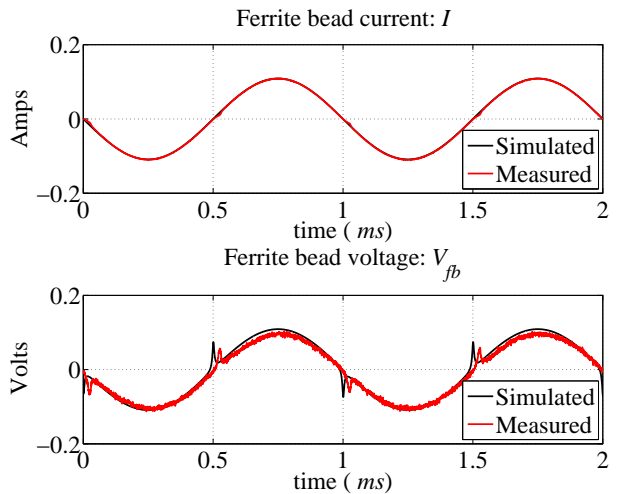 Ferrite bead current: I
0.2
0
−0.2
Amps
Simulated
Measured
0 0.5 1 1.5 2
time ( ms)
Ferrite bead voltage: V_fb
0.2
0
−0.2
Volts
Simulated
Measured
0 0.5 1 1.5 2
time ( ms)